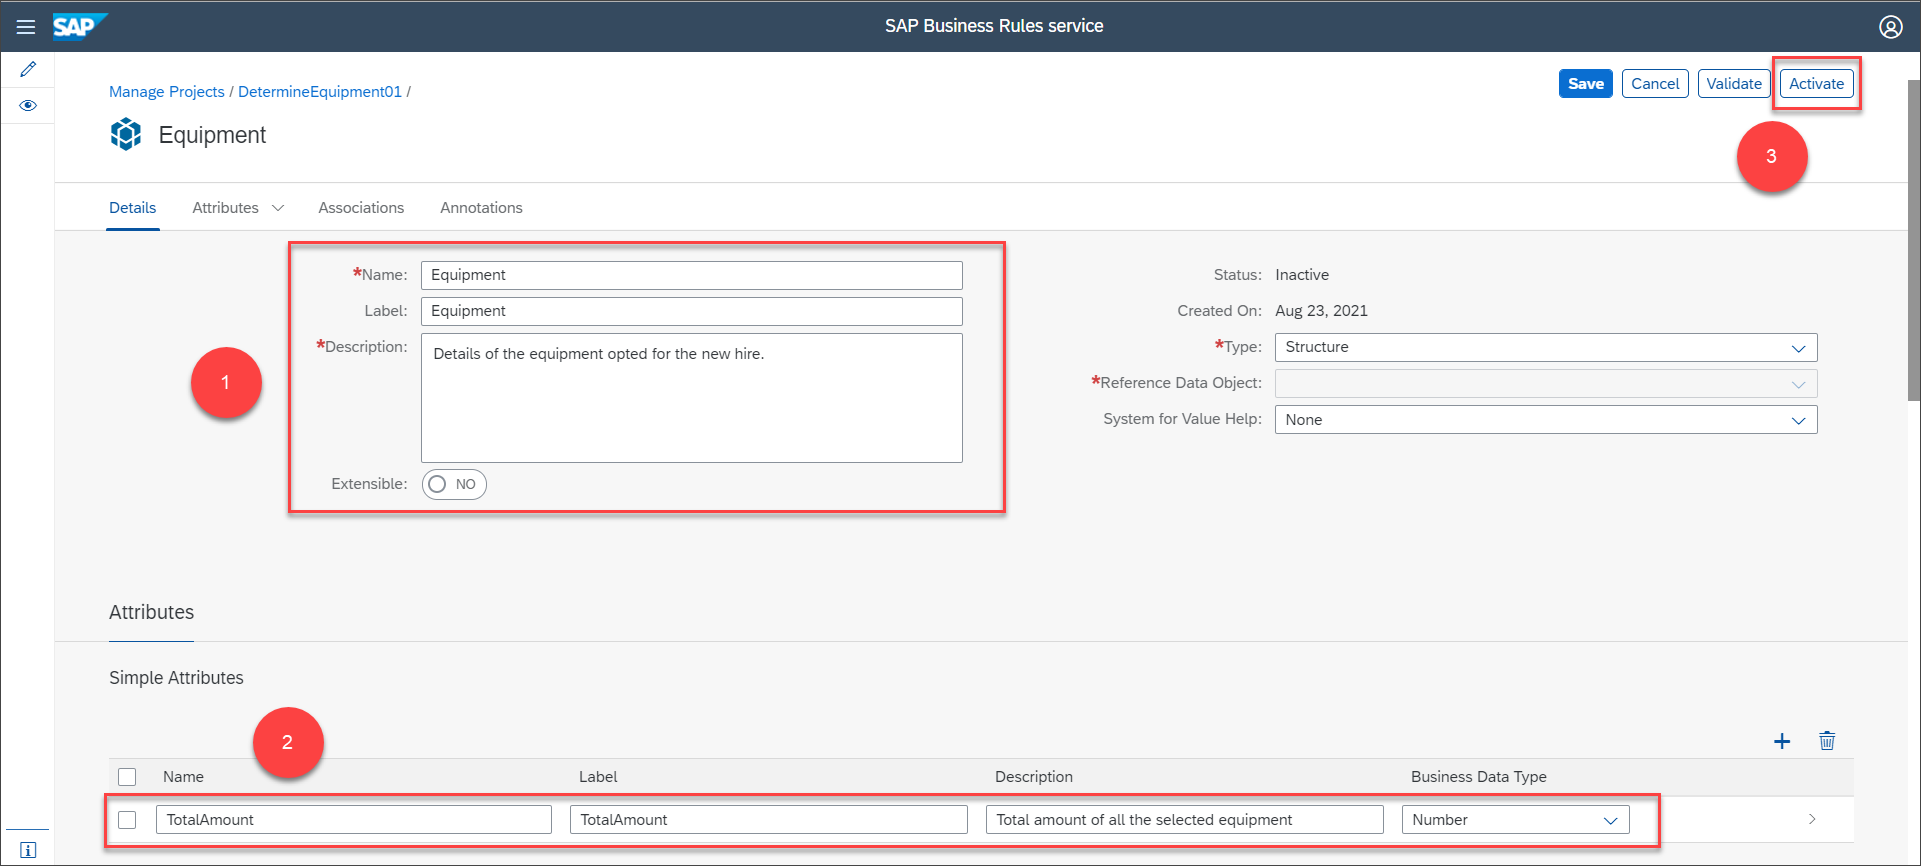 SAP SAP Business Rules service
Manage Projects / DetermineEquipment01 /
Save Cancel Validate Activate
Equipment
3
Details Attributes Associations Annotations
*Name: Equipment
Label: Equipment
*Description: Details of the equipment opted for the new hire.
Extensible: NO
1
Status: Inactive
Created On: Aug 23, 2021
*Type: Structure
*Reference Data Object:
System for Value Help: None
Attributes
Simple Attributes
2
Name Label Description Business Data Type
TotalAmount TotalAmount Total amount of all the selected equipment Number